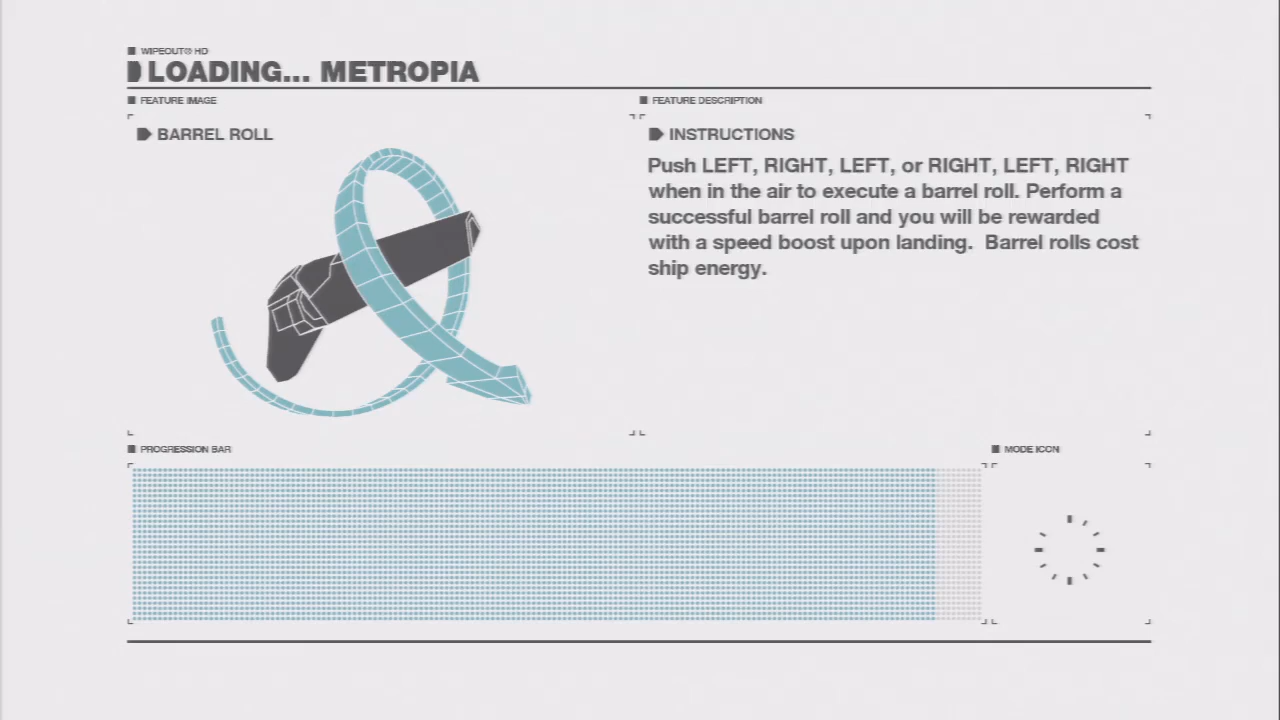 WIPEOUT® HD
LOADING... METROPIA
FEATURE IMAGE
BARREL ROLL
FEATURE DESCRIPTION
INSTRUCTIONS
Push LEFT, RIGHT, LEFT, or RIGHT, LEFT, RIGHT
when in the air to execute a barrel roll. Perform a
successful barrel roll and you will be rewarded
with a speed boost upon landing.  Barrel rolls cost
ship energy.
PROGRESSION BAR
MODE ICON